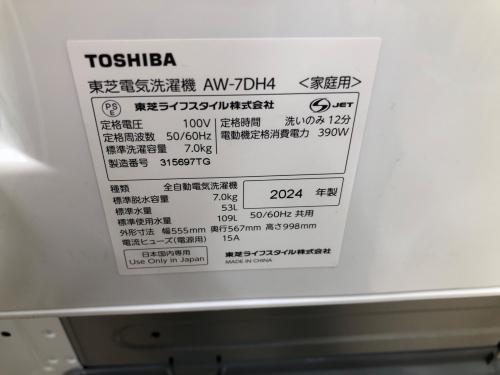 TOSHIBA
東芝電気洗濯機 AW-7DH4 <家庭用>
PS E 東芝ライフスタイル株式会社 S JET
定格電圧 100V 定格時間 洗いのみ 12分
定格周波数 50/60Hz 電動機定格消費電力 390W
標準洗濯容量 7.0kg
製造番号 315697TG
種類 全自動電気洗濯機
標準脱水容量 7.0kg 2024 年製
標準水量 53L
標準使用水量 109L 50/60Hz 共用
外形寸法 幅555mm 奥行567mm 高さ998mm
電流ヒューズ(電源用) 15A
日本国内専用 東芝ライフスタイル株式会社
Use Only in Japan MADE IN CHINA